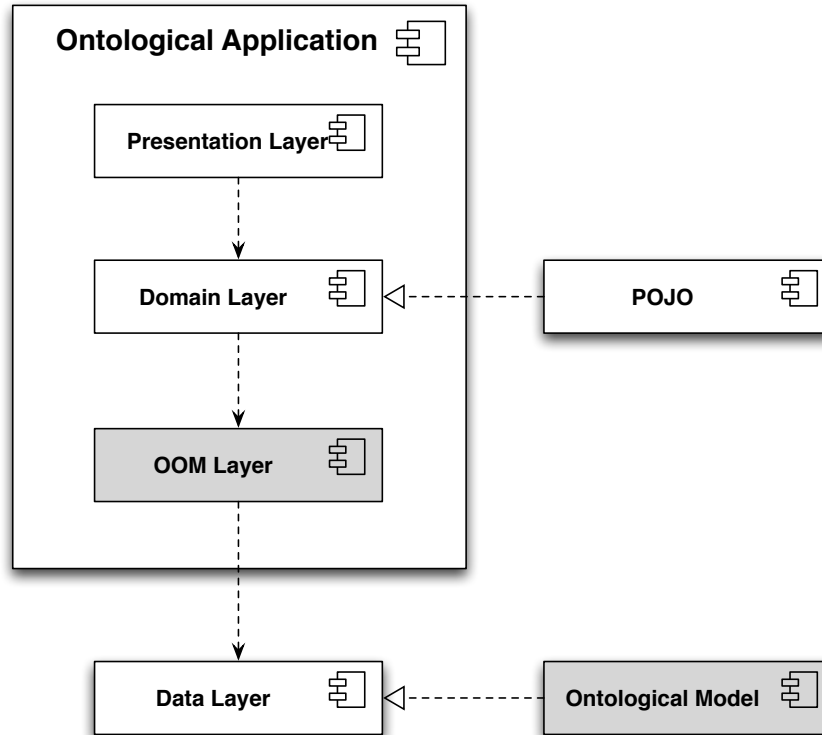 Ontological Application
Presentation Layer
Domain Layer
POJO
OOM Layer
Data Layer
Ontological Model